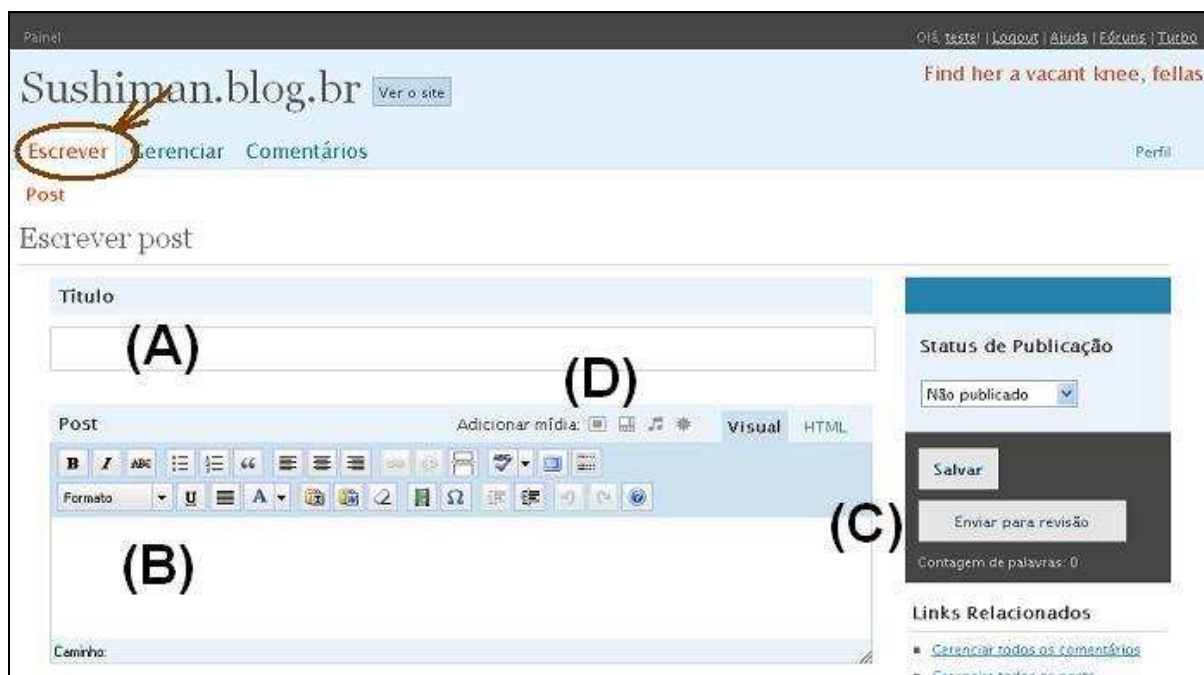 Painel
Olá, teste! | Logout | Ajuda | Fóruns | Turbo
Sushiman.blog.br Ver o site
Find her a vacant knee, fellas
Escrever Gerenciar Comentários
Perfil
Post
Escrever post
Título
(A)
(D)
Post
Adicionar mídia:
Visual HTML
B I ABC
Formato U A Ω
(B)
Caminho:
Status de Publicação
Não publicado
Salvar
(C)
Enviar para revisão
Contagem de palavras: 0
Links Relacionados
Gerenciar todos os comentários